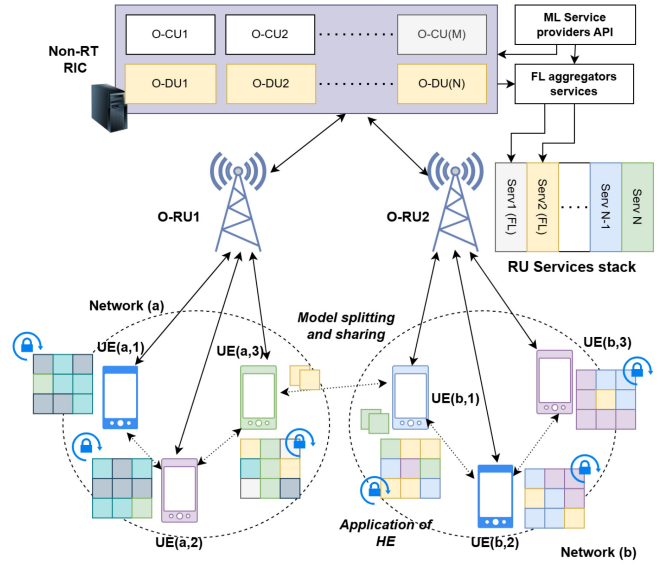 Non-RT
RIC
O-CU1
O-CU2
O-CU(M)
O-DU1
O-DU2
O-DU(N)
ML Service
providers API
FL aggregators
services
O-RU1
O-RU2
Serv1 (FL)
Serv2 (FL)
Serv N-1
Serv N
RU Services stack
Network (a)
Model splitting
and sharing
UE(a,1)
UE(a,3)
UE(b,3)
UE(b,1)
UE(a,2)
Application of
HE
UE(b,2)
Network (b)